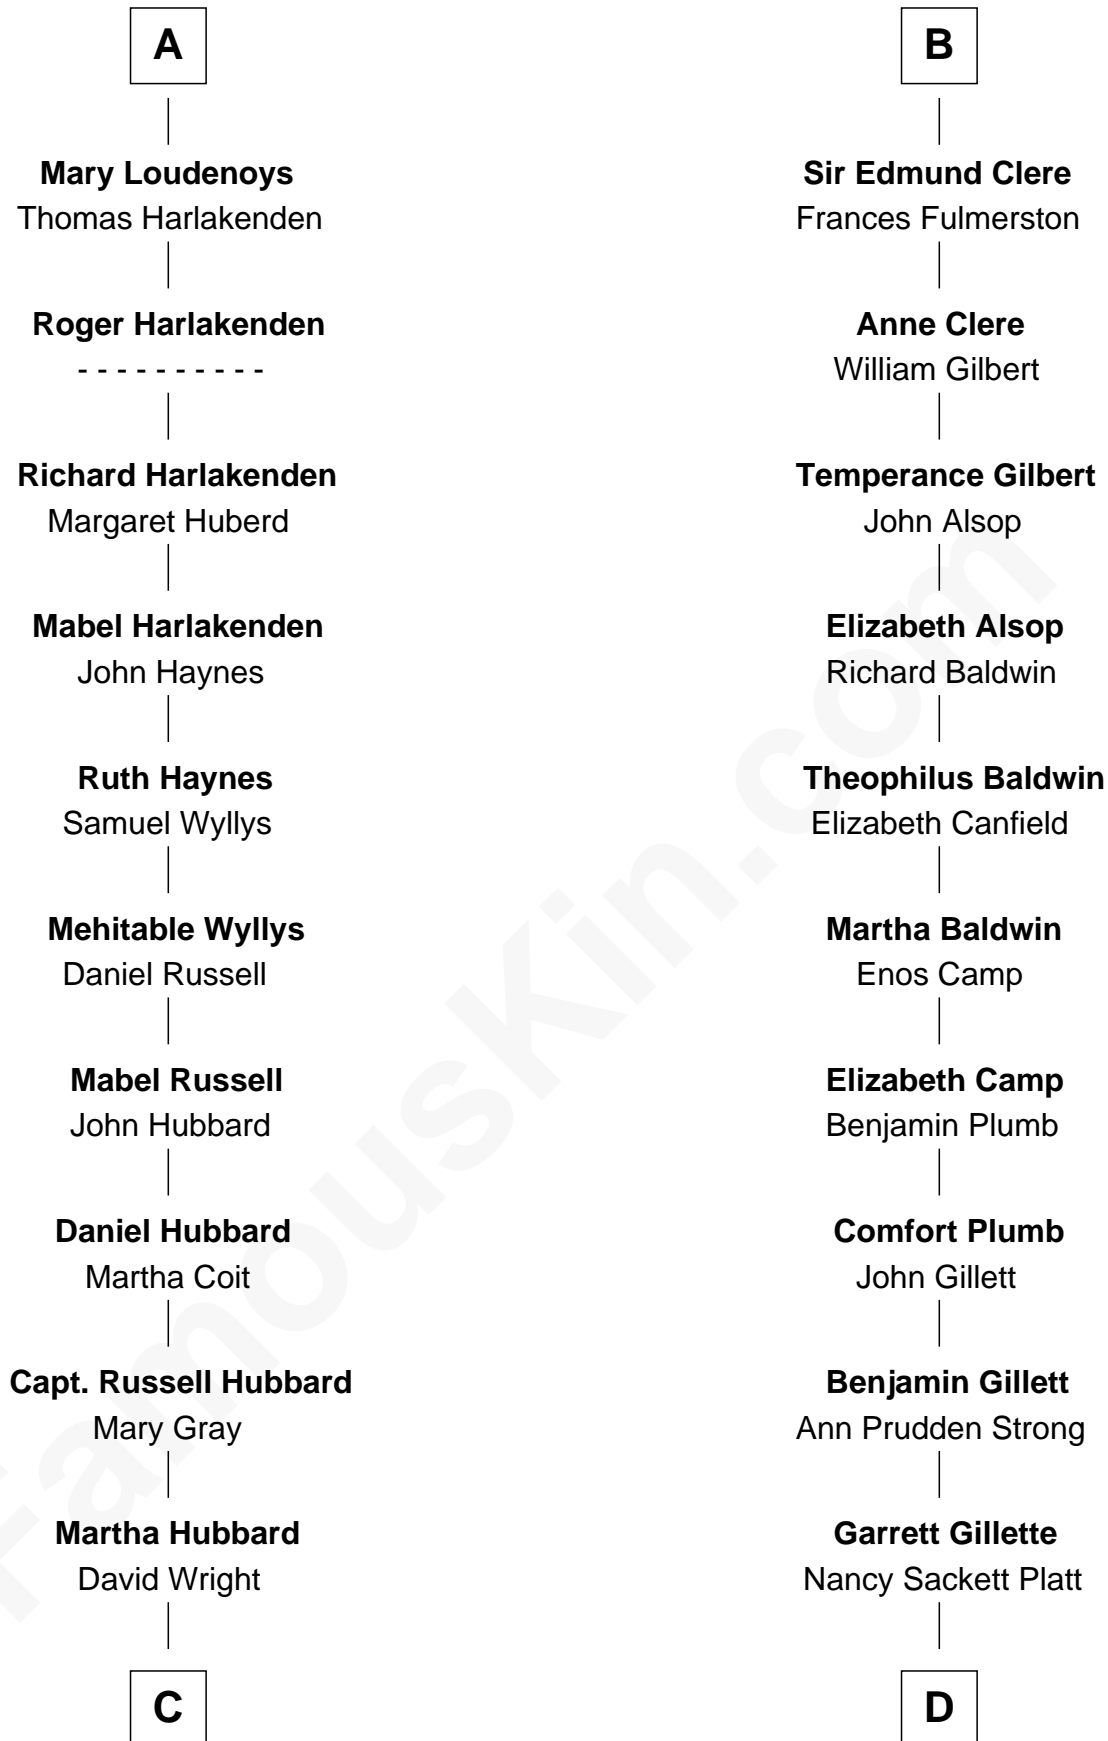 A
Mary Loudenoys
Thomas Harlakenden
Roger Harlakenden
- - - - - - - - - -
Richard Harlakenden
Margaret Huberd
Mabel Harlakenden
John Haynes
Ruth Haynes
Samuel Wyllys
Mehitable Wyllys
Daniel Russell
Mabel Russell
John Hubbard
Daniel Hubbard
Martha Coit
Capt. Russell Hubbard
Mary Gray
Martha Hubbard
David Wright
C
B
Sir Edmund Clere
Frances Fulmerston
Anne Clere
William Gilbert
Temperance Gilbert
John Alsop
Elizabeth Alsop
Richard Baldwin
Theophilus Baldwin
Elizabeth Canfield
Martha Baldwin
Enos Camp
Elizabeth Camp
Benjamin Plumb
Comfort Plumb
John Gillett
Benjamin Gillett
Ann Prudden Strong
Garrett Gillette
Nancy Sackett Platt
D
FamousKin.com